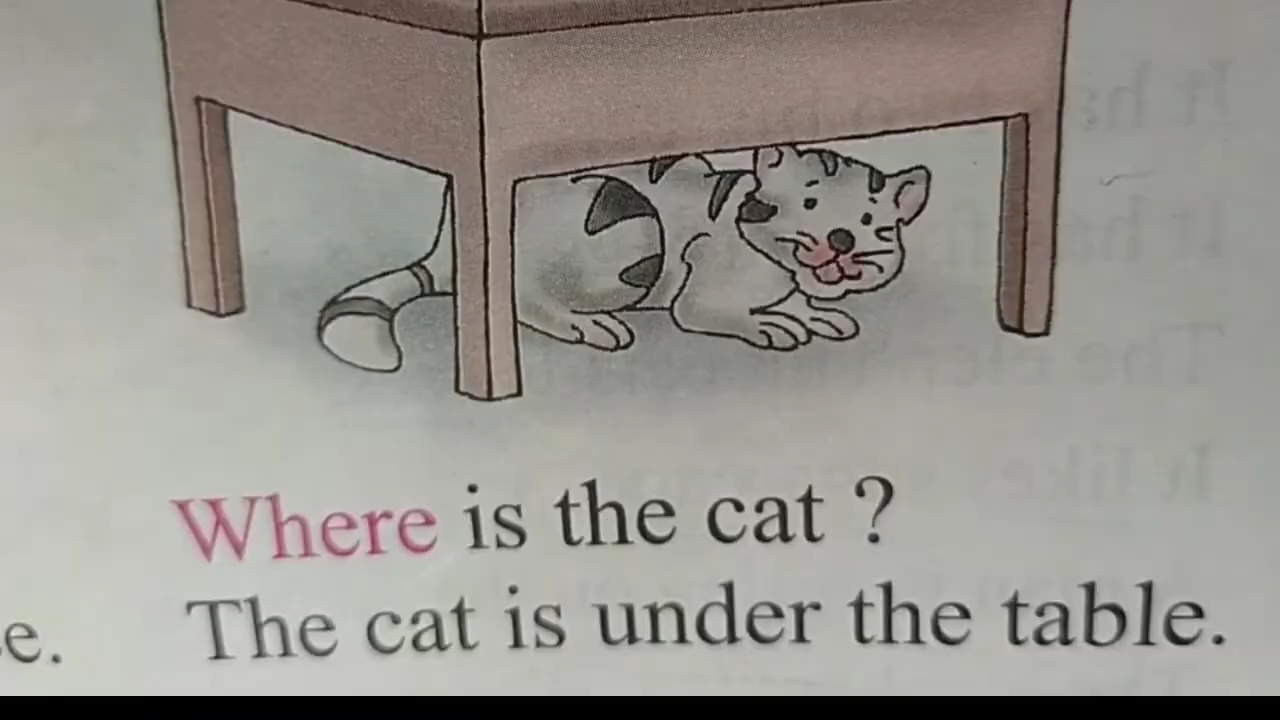 Where is the cat ?
e. The cat is under the table.